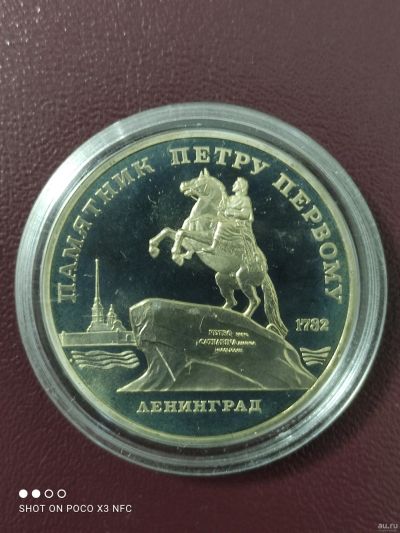 ПАМЯТНИК ПЕТРУ ПЕРВОМУ
1782
ЛЕНИНГРАД
SHOT ON POCO X3 NFC
au.ru